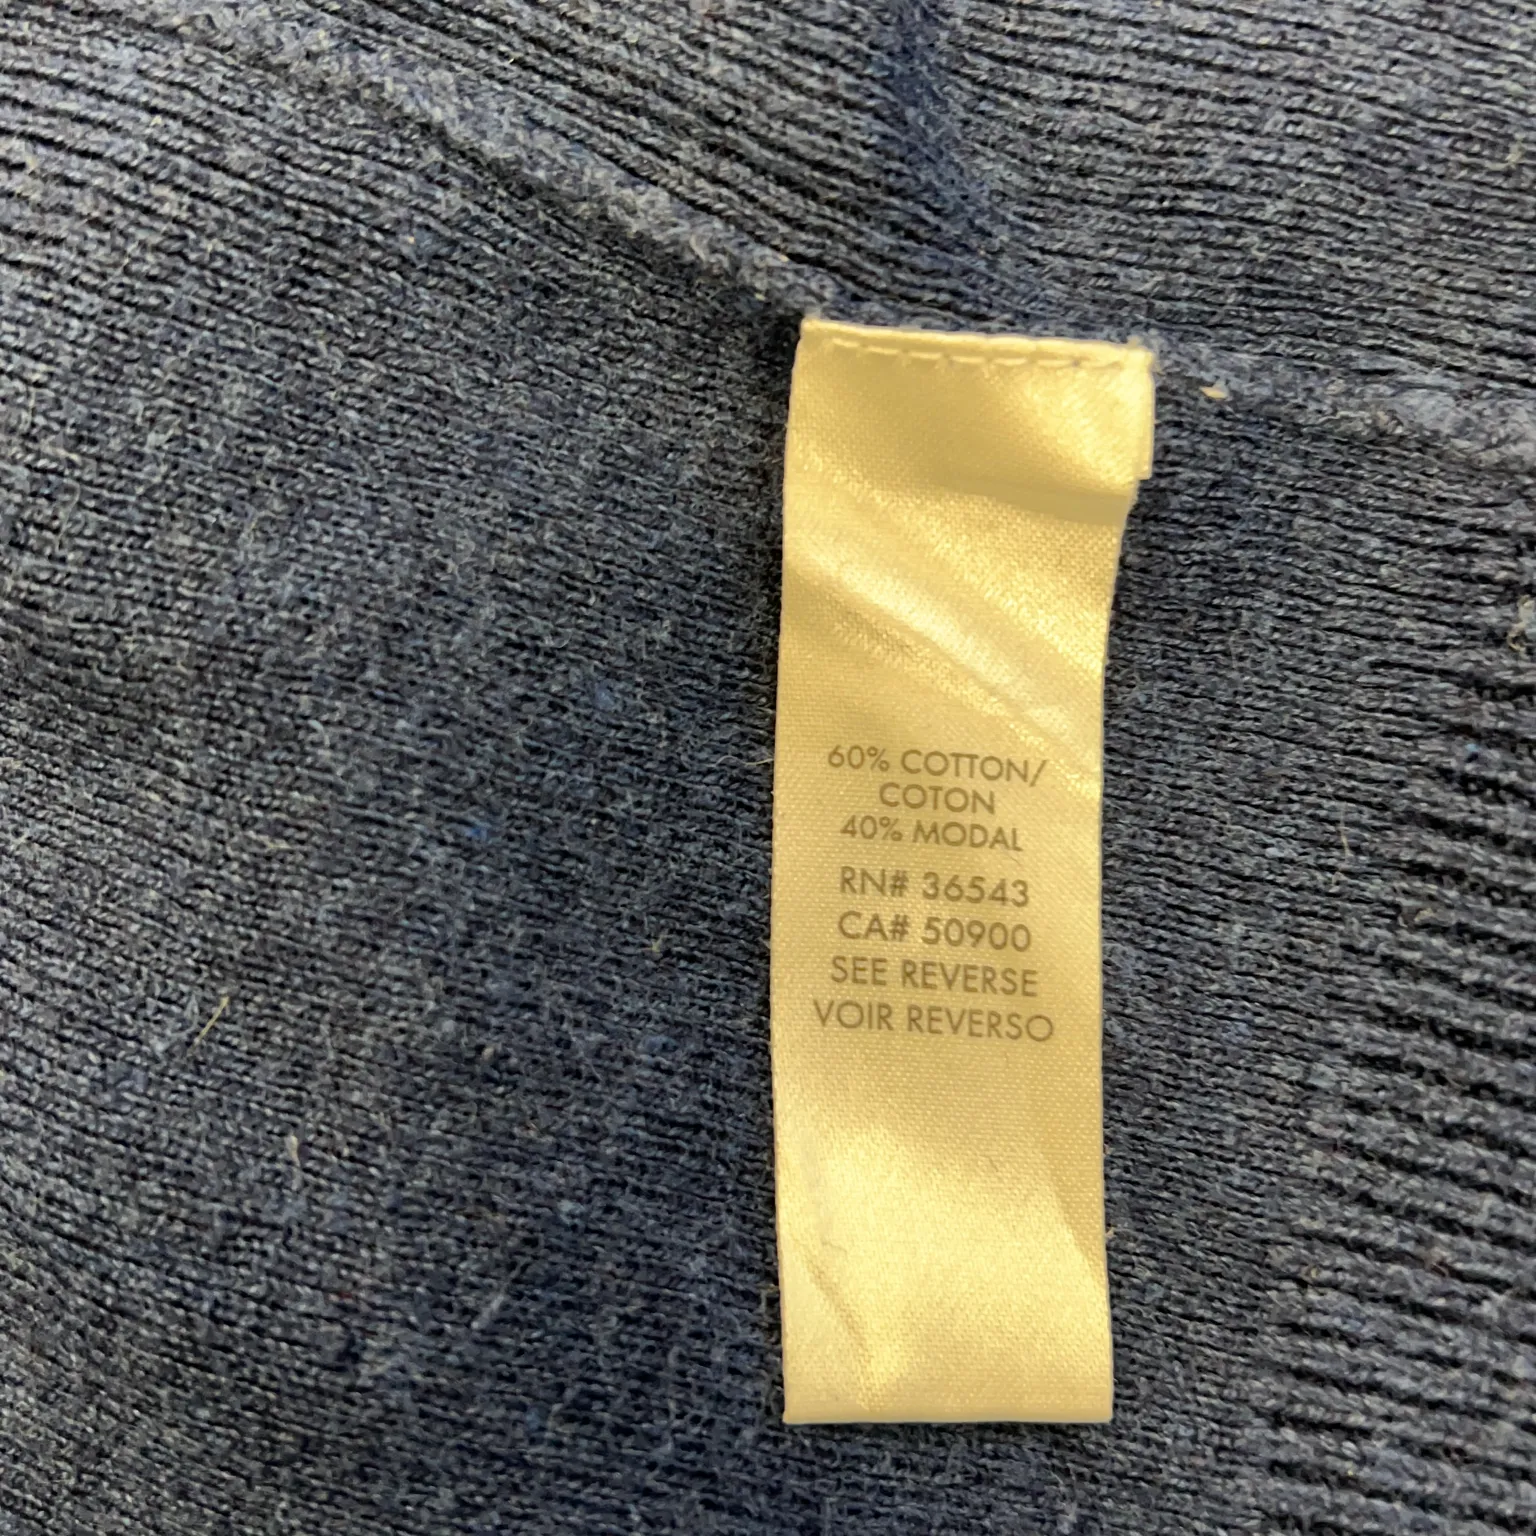 60% COTTON/
COTON
40% MODAL
RN# 36543
CA# 50900
SEE REVERSE
VOIR REVERSO